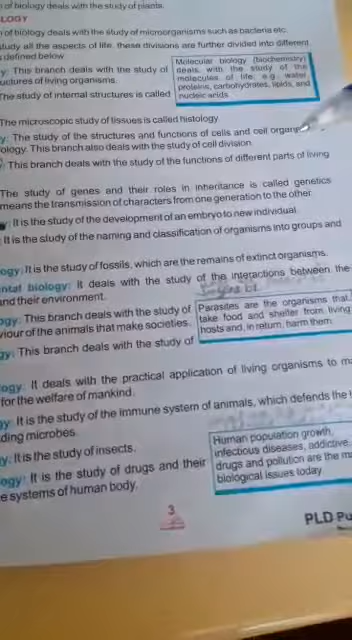 of biology deals with the study of plants.
LOGY
of biology deals with the study of microorganisms such as bacteria etc.
study all the aspects of life, these divisions are further divided into different
defined below.
y: This branch deals with the study of
uctures of living organisms.
The study of internal structures is called
Molecular biology (biochemistry)
deals with the study of the
molecules of life, e.g. water,
proteins, carbohydrates, lipids, and
nucleic acids.
The microscopic study of tissues is called histology.
y: The study of the structures and functions of cells and cell
ology. This branch also deals with the study of cell division.
This branch deals with the study of the functions of different parts of living
The study of genes and their roles in inheritance is called genetics
means the transmission of characters from one generation to the other.
It is the study of the development of an embryo to new individual.
It is the study of the naming and classification of organisms into groups and
ogy: It is the study of fossils, which are the remains of extinct organisms.
ntal biology: It deals with the study of the interactions between the
and their environment.
ogy: This branch deals with the study of
viour of the animals that make societies.
gy: This branch deals with the study of
Parasites are the organisms that,
take food and shelter from living
hosts and, in return, harm them.
ogy: It deals with the practical application of living organisms to
for the welfare of mankind.
gy: It is the study of the immune system of animals, which defends the
ding microbes.
y: It is the study of insects.
ogy: It is the study of drugs and their
e systems of human body.
Human population growth,
infectious diseases, addictive
drugs and pollution are the
biological issues today.
3
PLD Pu